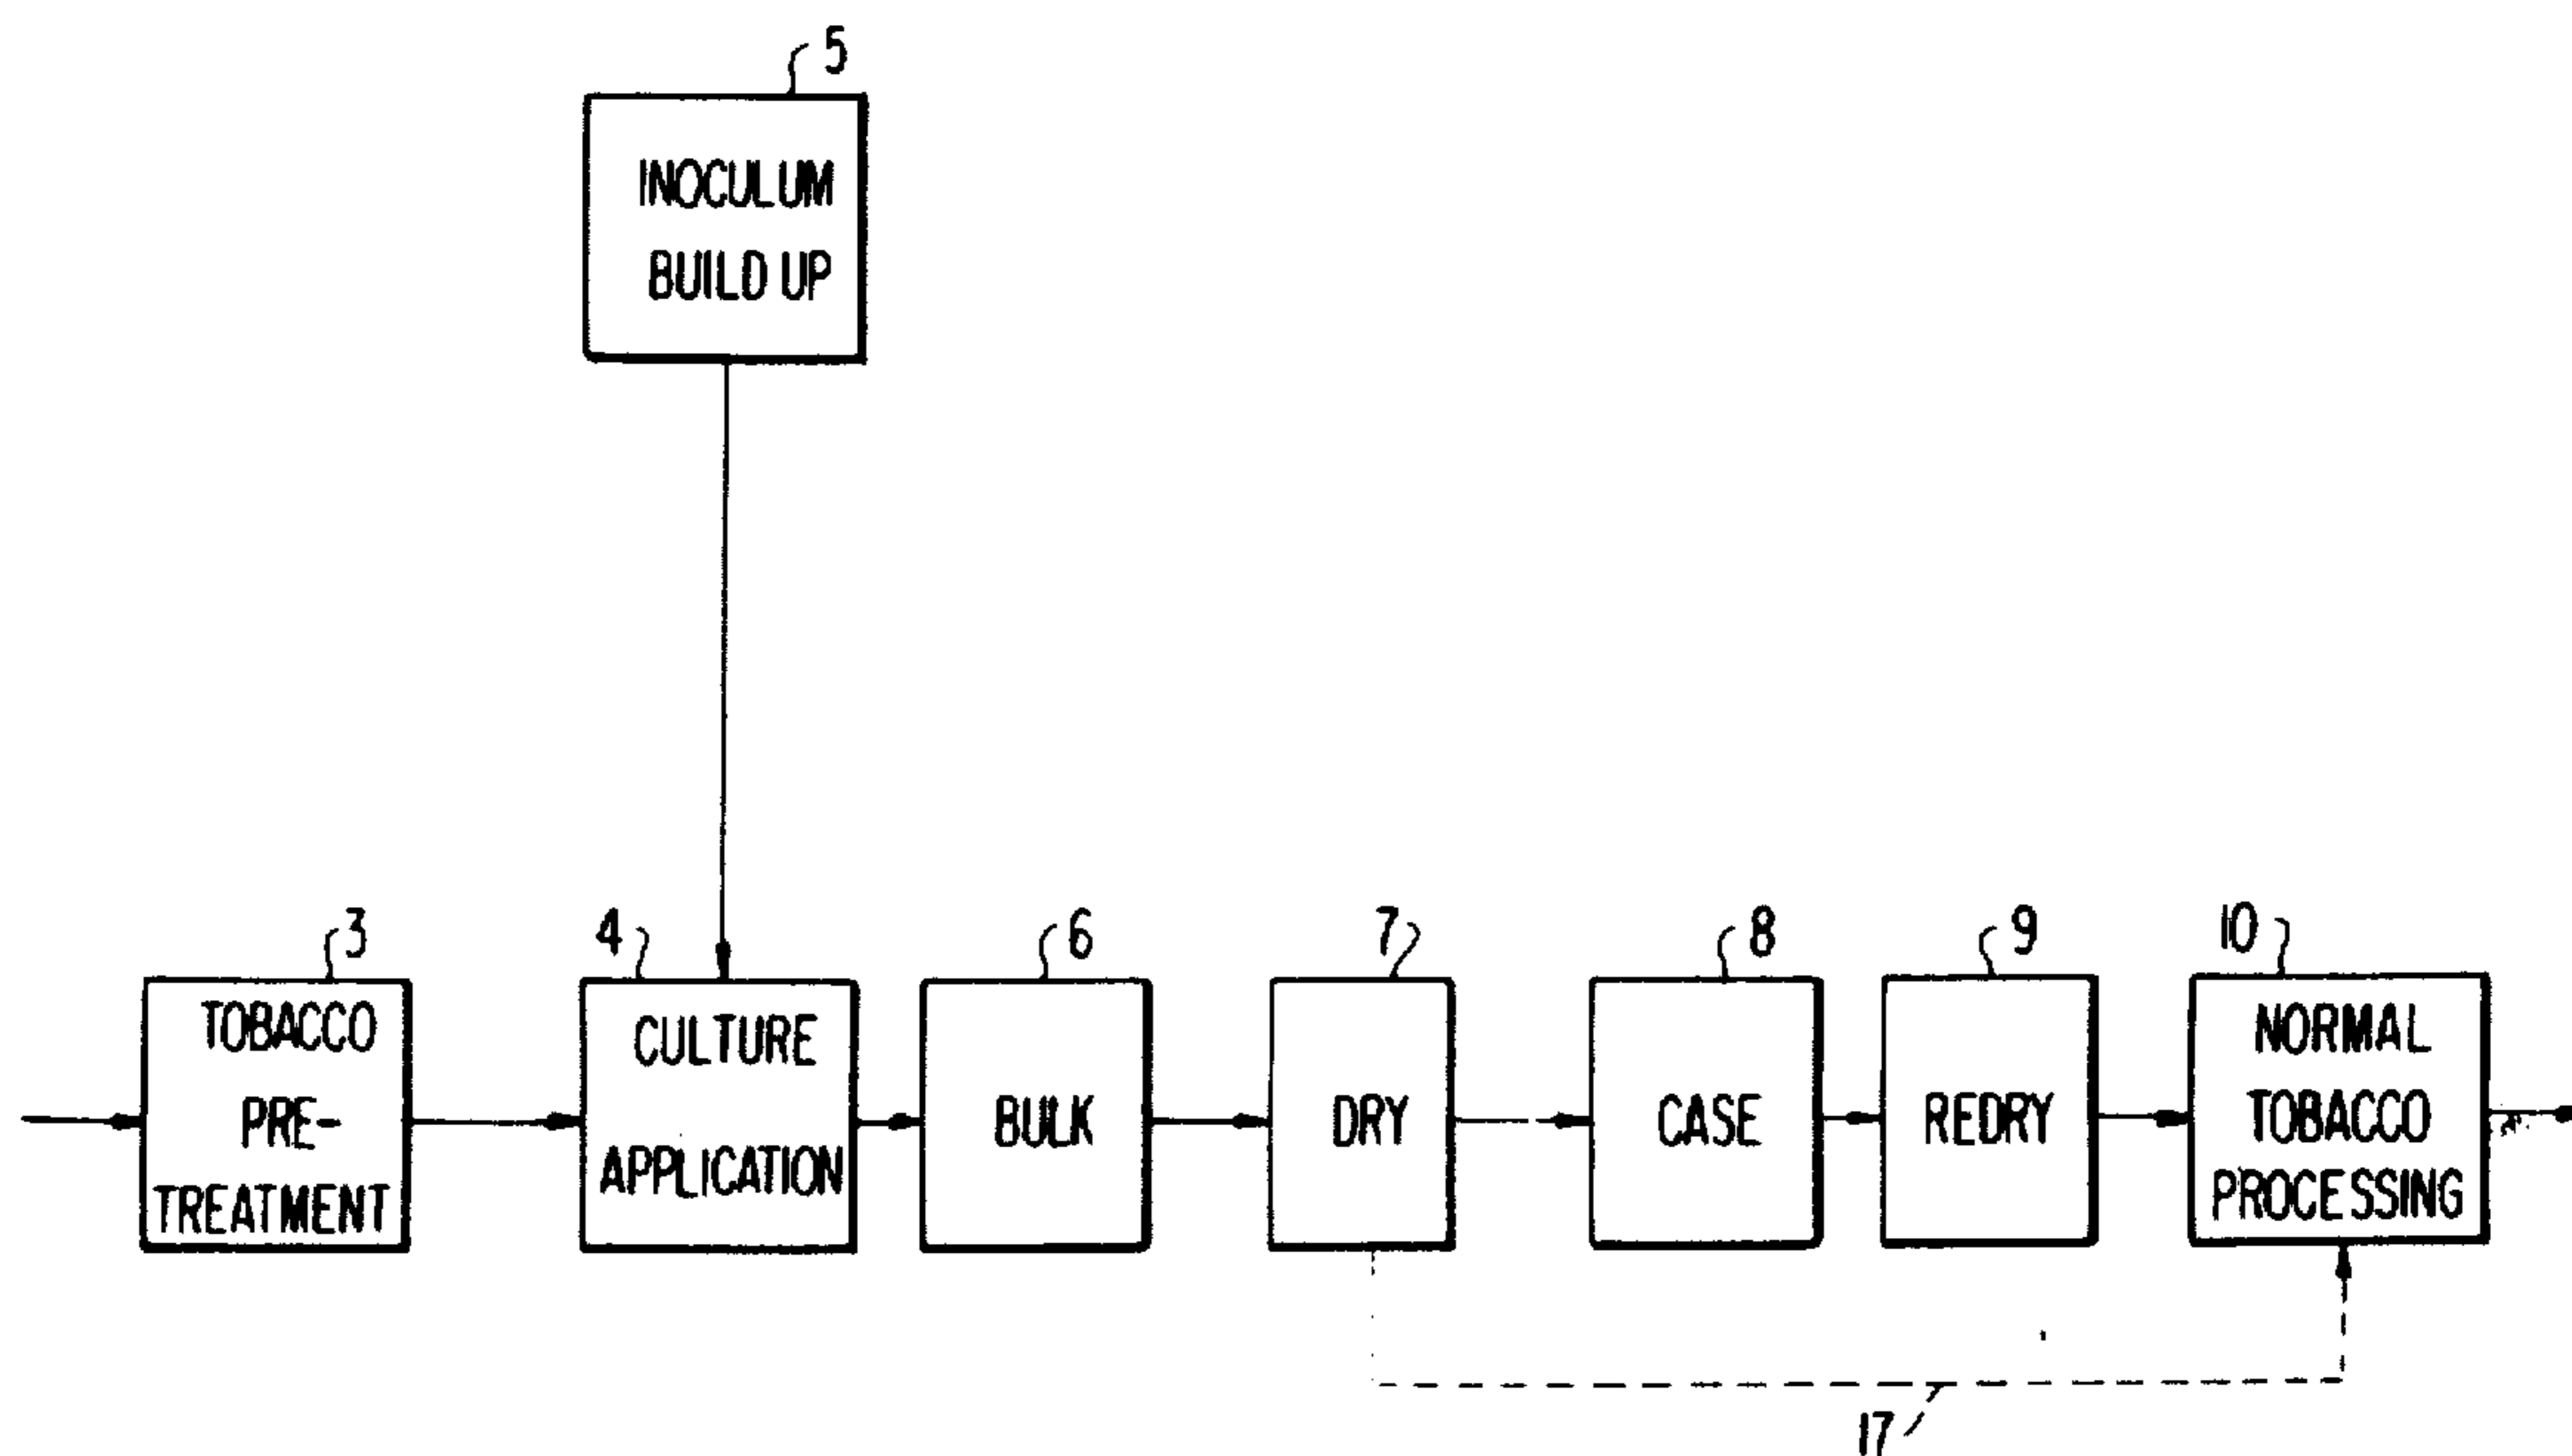 5
INOCULUM
BUILD UP
3
4
6
7
8
9
10
TOBACCO
PRE-
TREATMENT
CULTURE
APPLICATION
BULK
DRY
CASE
REDRY
NORMAL
TOBACCO
PROCESSING
17